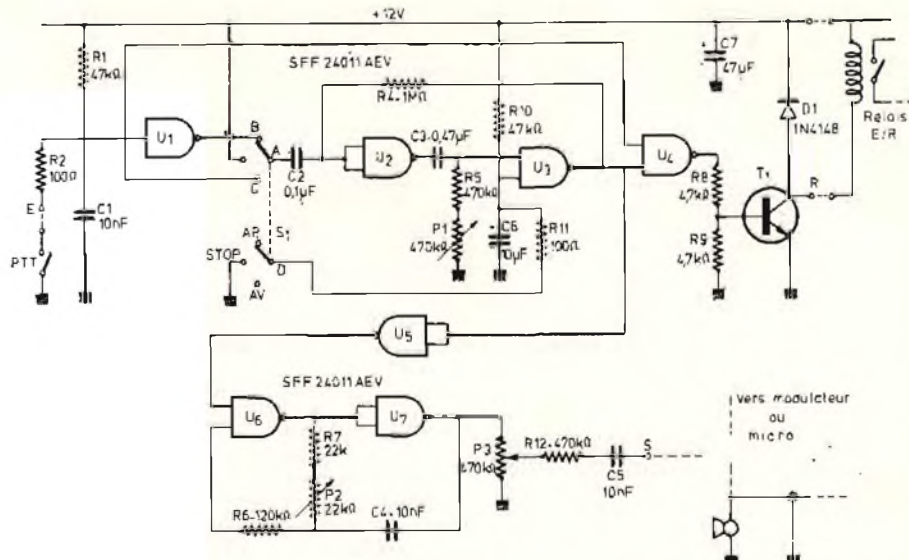 +12V
R1
47kΩ
R2
100Ω
E
PTT
C1
10nF
U1
B
A
C
SFF 24011 AEV
R4-1MΩ
C2
0,1µF
U2
C3-0,47µF
R5
470kΩ
P1
470kΩ
R10
47kΩ
C6
10µF
R11
100Ω
U3
U4
C7
47µF
D1
1N4148
Relais
E/R
R
T1
R8
4,7kΩ
R9
4,7kΩ
AR
S1
STOP
D
AV
U5
SFF 24011 AEV
U6
U7
R7
22k
P2
22kΩ
R6-120kΩ
C4-10nF
P3
470kΩ
R12-470kΩ
C5
10nF
S
Vers modulateur
ou
micro